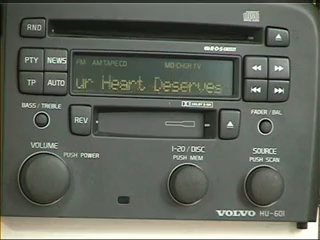 RND
PTY NEWS
FM AM TAPE CD MD·CHGR TV
ur Heart Deserves
TP AUTO
BASS / TREBLE
REV
FADER / BAL
VOLUME
PUSH POWER
1-20 / DISC
PUSH MEM
SOURCE
PUSH SCAN
VOLVO HU-601